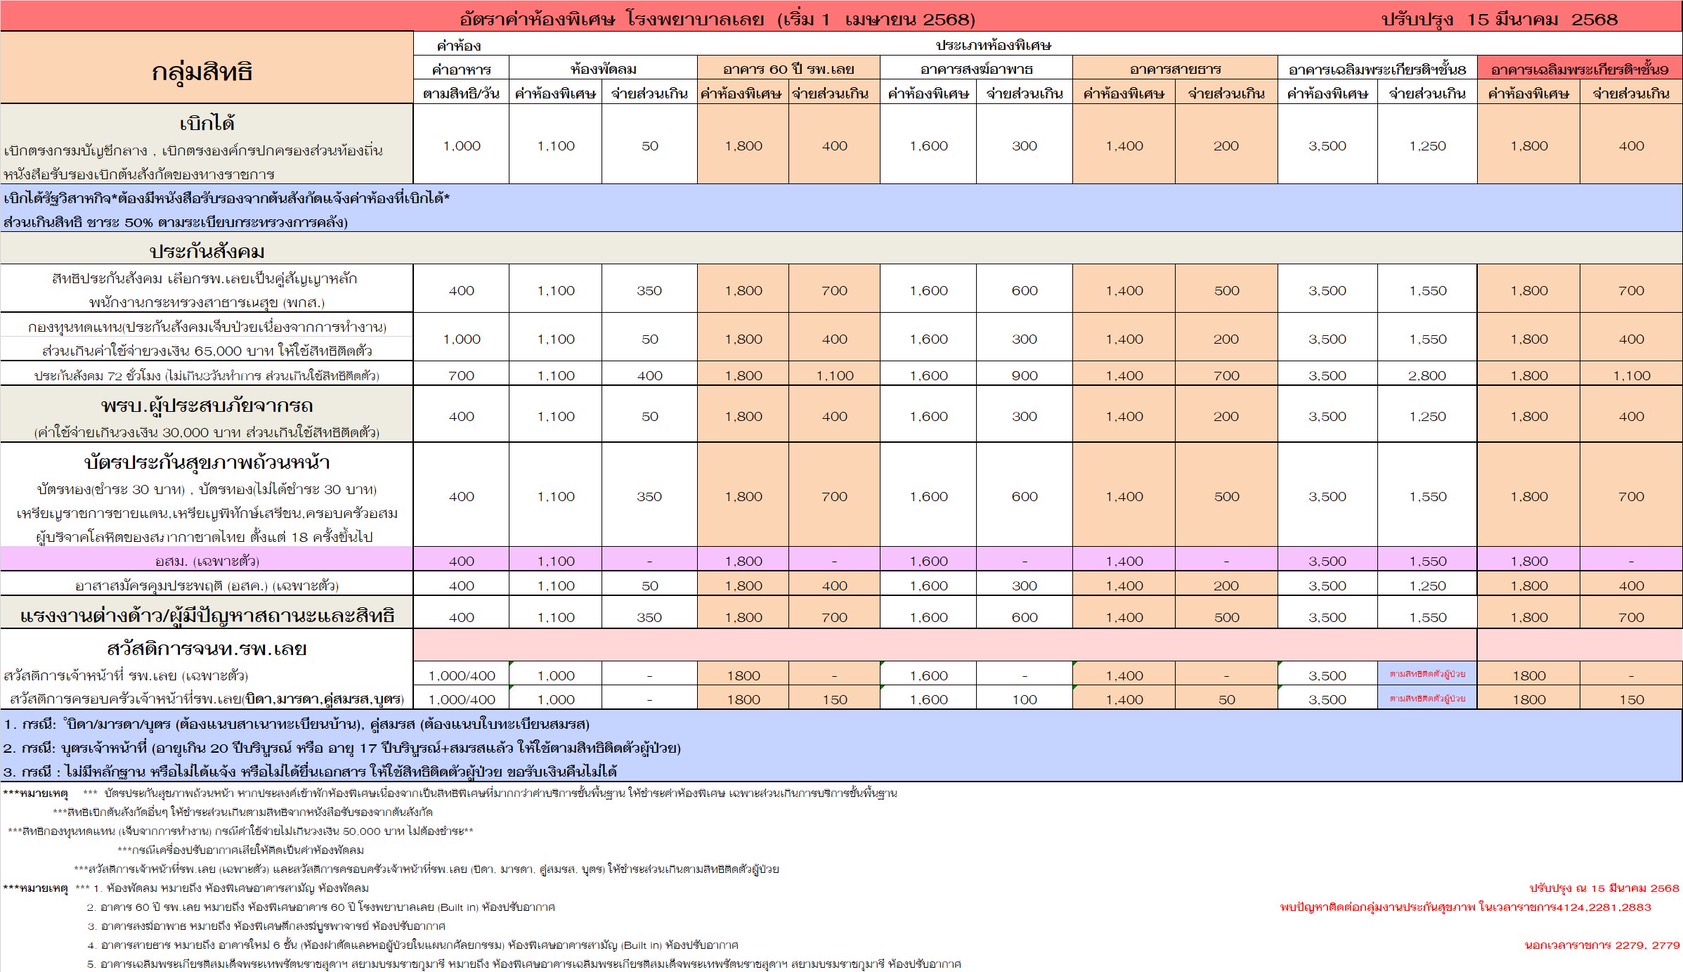 อัตราค่าห้องพิเศษ โรงพยาบาลเลย (เริ่ม 1 เมษายน 2568) ปรับปรุง 15 มีนาคม 2568
กลุ่มสิทธิ ค่าห้อง ประเภทห้องพิเศษ
ค่าอาหาร ห้องพัดลม อาคาร 60 ปี รพ.เลย อาคารสงฆ์อาพาธ อาคารสายธาร อาคารเฉลิมพระเกียรติฯชั้น8 อาคารเฉลิมพระเกียรติฯชั้น9
ตามสิทธิ/วัน ค่าห้องพิเศษ จ่ายส่วนเกิน ค่าห้องพิเศษ จ่ายส่วนเกิน ค่าห้องพิเศษ จ่ายส่วนเกิน ค่าห้องพิเศษ จ่ายส่วนเกิน ค่าห้องพิเศษ จ่ายส่วนเกิน ค่าห้องพิเศษ จ่ายส่วนเกิน
เบิกได้
เบิกตรงกรมบัญชีกลาง , เบิกตรงองค์กรปกครองส่วนท้องถิ่น 1,000 1,100 50 1,800 400 1,600 300 1,400 200 3,500 1,250 1,800 400
หนังสือรับรองเบิกต้นสังกัดของทางราชการ
เบิกได้รัฐวิสาหกิจ*ต้องมีหนังสือรับรองจากต้นสังกัดแจ้งค่าห้องที่เบิกได้*
ส่วนเกินสิทธิ ชาระ 50% ตามระเบียบกระทรวงการคลัง)
ประกันสังคม
สิทธิประกันสังคม เลือกรพ.เลยเป็นคู่สัญญาหลัก 400 1,100 350 1,800 700 1,600 600 1,400 500 3,500 1,550 1,800 700
พนักงานกระทรวงสาธารณสุข (พกส.)
กองทุนทดแทน(ประกันสังคมเจ็บป่วยเนื่องจากการทำงาน) 1,000 1,100 50 1,800 400 1,600 300 1,400 200 3,500 1,550 1,800 400
ส่วนเกินค่าใช้จ่ายวงเงิน 65,000 บาท ให้ใช้สิทธิติดตัว
ประกันสังคม 72 ชั่วโมง (ไม่เกิน3วันทำการ ส่วนเกินใช้สิทธิติดตัว) 700 1,100 400 1,800 1,100 1,600 900 1,400 700 3,500 2,800 1,800 1,100
พรบ.ผู้ประสบภัยจากรถ 400 1,100 50 1,800 400 1,600 300 1,400 200 3,500 1,250 1,800 400
(ค่าใช้จ่ายเกินวงเงิน 30,000 บาท ส่วนเกินใช้สิทธิติดตัว)
บัตรประกันสุขภาพถ้วนหน้า
บัตรทอง(ชำระ 30 บาท) , บัตรทอง(ไม่ได้ชำระ 30 บาท) 400 1,100 350 1,800 700 1,600 600 1,400 500 3,500 1,550 1,800 700
เหรียญราชการชายแดน,เหรียญพิทักษ์เสรีชน,ครอบครัวอสม
ผู้บริจาคโลหิตของสภากาชาดไทย ตั้งแต่ 18 ครั้งขึ้นไป
อสม. (เฉพาะตัว) 400 1,100 - 1,800 - 1,600 - 1,400 - 3,500 1,550 1,800 -
อาสาสมัครคุมประพฤติ (อสค.) (เฉพาะตัว) 400 1,100 50 1,800 400 1,600 300 1,400 200 3,500 1,250 1,800 400
แรงงานต่างด้าว/ผู้มีปัญหาสถานะและสิทธิ 400 1,100 350 1,800 700 1,600 600 1,400 500 3,500 1,550 1,800 700
สวัสดิการจนท.รพ.เลย
สวัสดิการเจ้าหน้าที่ รพ.เลย (เฉพาะตัว) 1,000/400 1,000 - 1800 - 1,600 - 1,400 - 3,500 ตามสิทธิติดตัวผู้ป่วย 1800 -
สวัสดิการครอบครัวเจ้าหน้าที่รพ.เลย(บิดา,มารดา,คู่สมรส,บุตร) 1,000/400 1,000 - 1800 150 1,600 100 1,400 50 3,500 ตามสิทธิติดตัวผู้ป่วย 1800 150
1. กรณี: ํบิดา/มารดา/บุตร (ต้องแนบสาเนาทะเบียนบ้าน), คู่สมรส (ต้องแนบใบทะเบียนสมรส)
2. กรณี: บุตรเจ้าหน้าที่ (อายุเกิน 20 ปีบริบูรณ์ หรือ อายุ 17 ปีบริบูรณ์+สมรสแล้ว ให้ใช้ตามสิทธิติดตัวผู้ป่วย)
3. กรณี : ไม่มีหลักฐาน หรือไม่ได้แจ้ง หรือไม่ได้ยื่นเอกสาร ให้ใช้สิทธิติดตัวผู้ป่วย ขอรับเงินคืนไม่ได้
***หมายเหตุ *** บัตรประกันสุขภาพถ้วนหน้า หากประสงค์เข้าพักห้องพิเศษเนื่องจากเป็นสิทธิพิเศษที่มากกว่าค่าบริการขั้นพื้นฐาน ให้ชำระค่าห้องพิเศษ เฉพาะส่วนเกินการบริการขั้นพื้นฐาน
***สิทธิเบิกต้นสังกัดอื่นๆ ให้ชำระส่วนเกินตามสิทธิจากหนังสือรับรองจากต้นสังกัด
***สิทธิกองทุนทดแทน (เจ็บจากการทำงาน) กรณีค่าใช้จ่ายไม่เกินวงเงิน 50,000 บาท ไม่ต้องชำระ**
***กรณีเครื่องปรับอากาศเสียให้คิดเป็นค่าห้องพัดลม
***สวัสดิการเจ้าหน้าที่รพ.เลย (เฉพาะตัว) และสวัสดิการครอบครัวเจ้าหน้าที่รพ.เลย (บิดา, มารดา, คู่สมรส, บุตร) ให้ชำระส่วนเกินตามสิทธิติดตัวผู้ป่วย
***หมายเหตุ *** 1. ห้องพัดลม หมายถึง ห้องพิเศษอาคารสามัญ ห้องพัดลม ปรับปรุง ณ 15 มีนาคม 2568
2. อาคาร 60 ปี รพ.เลย หมายถึง ห้องพิเศษอาคาร 60 ปี โรงพยาบาลเลย (Built in) ห้องปรับอากาศ พบปัญหาติดต่อกลุ่มงานประกันสุขภาพ ในเวลาราชการ4124,2281,2883
3. อาคารสงฆ์อาพาธ หมายถึง ห้องพิเศษตึกสงฆ์บูรพาจารย์ ห้องปรับอากาศ
4. อาคารสายธาร หมายถึง อาคารใหม่ 6 ชั้น (ห้องผ่าตัดและหอผู้ป่วยในแผนกศัลยกรรม) ห้องพิเศษอาคารสามัญ (Built in) ห้องปรับอากาศ นอกเวลาราชการ 2279, 2779
5. อาคารเฉลิมพระเกียรติสมเด็จพระเทพรัตนราชสุดาฯ สยามบรมราชกุมารี หมายถึง ห้องพิเศษอาคารเฉลิมพระเกียรติสมเด็จพระเทพรัตนราชสุดาฯ สยามบรมราชกุมารี ห้องปรับอากาศ